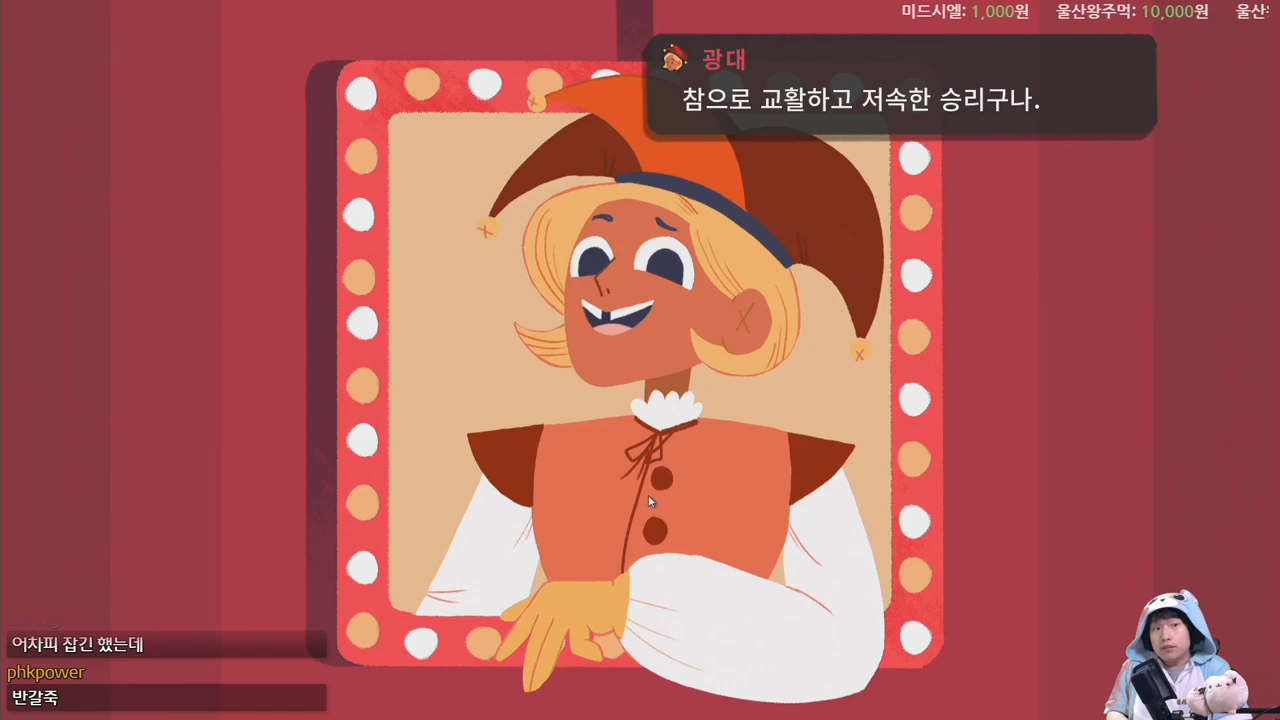 미드시엘: 1,000원 울산왕주먹: 10,000원 울산
광대
참으로 교활하고 저속한 승리구나.
어차피 잡긴 했는데
phkpower
반갈죽